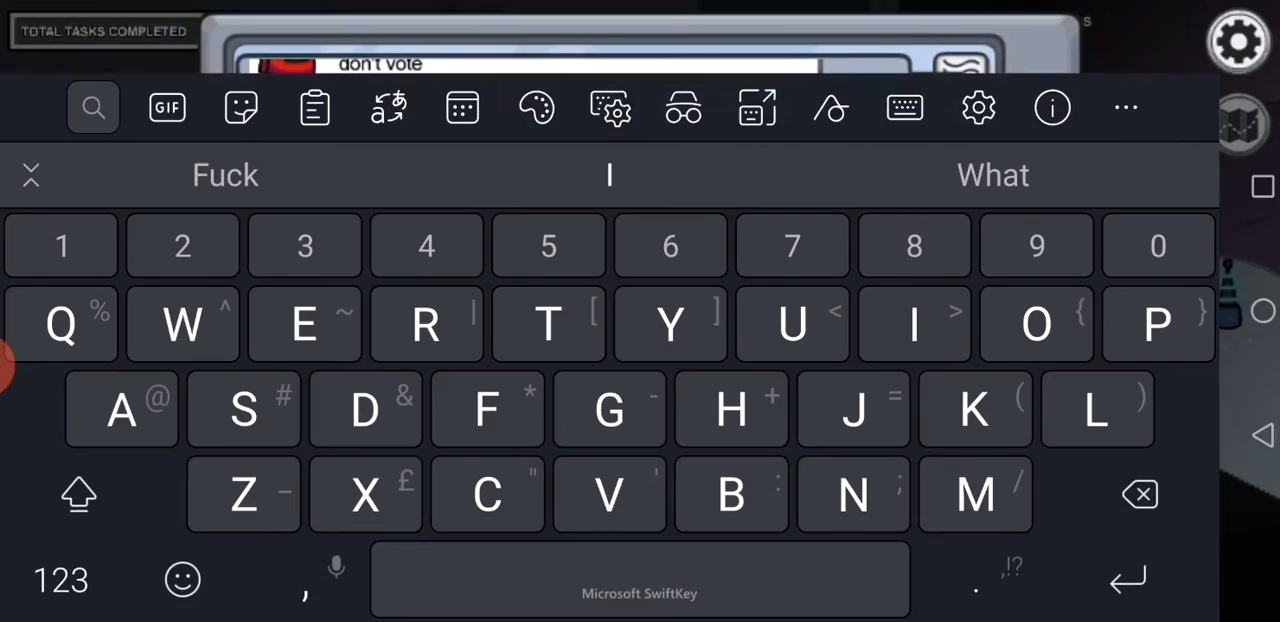 TOTAL TASKS COMPLETED
s
don't vote
GIF
Fuck I What
1 2 3 4 5 6 7 8 9 0
Q % W ^ E ~ R | T [ Y ] U < I > O { P }
A @ S # D & F * G - H + J = K ( L )
Z _ X £ C " V ' B : N ; M /
123 , Microsoft SwiftKey . ,!?